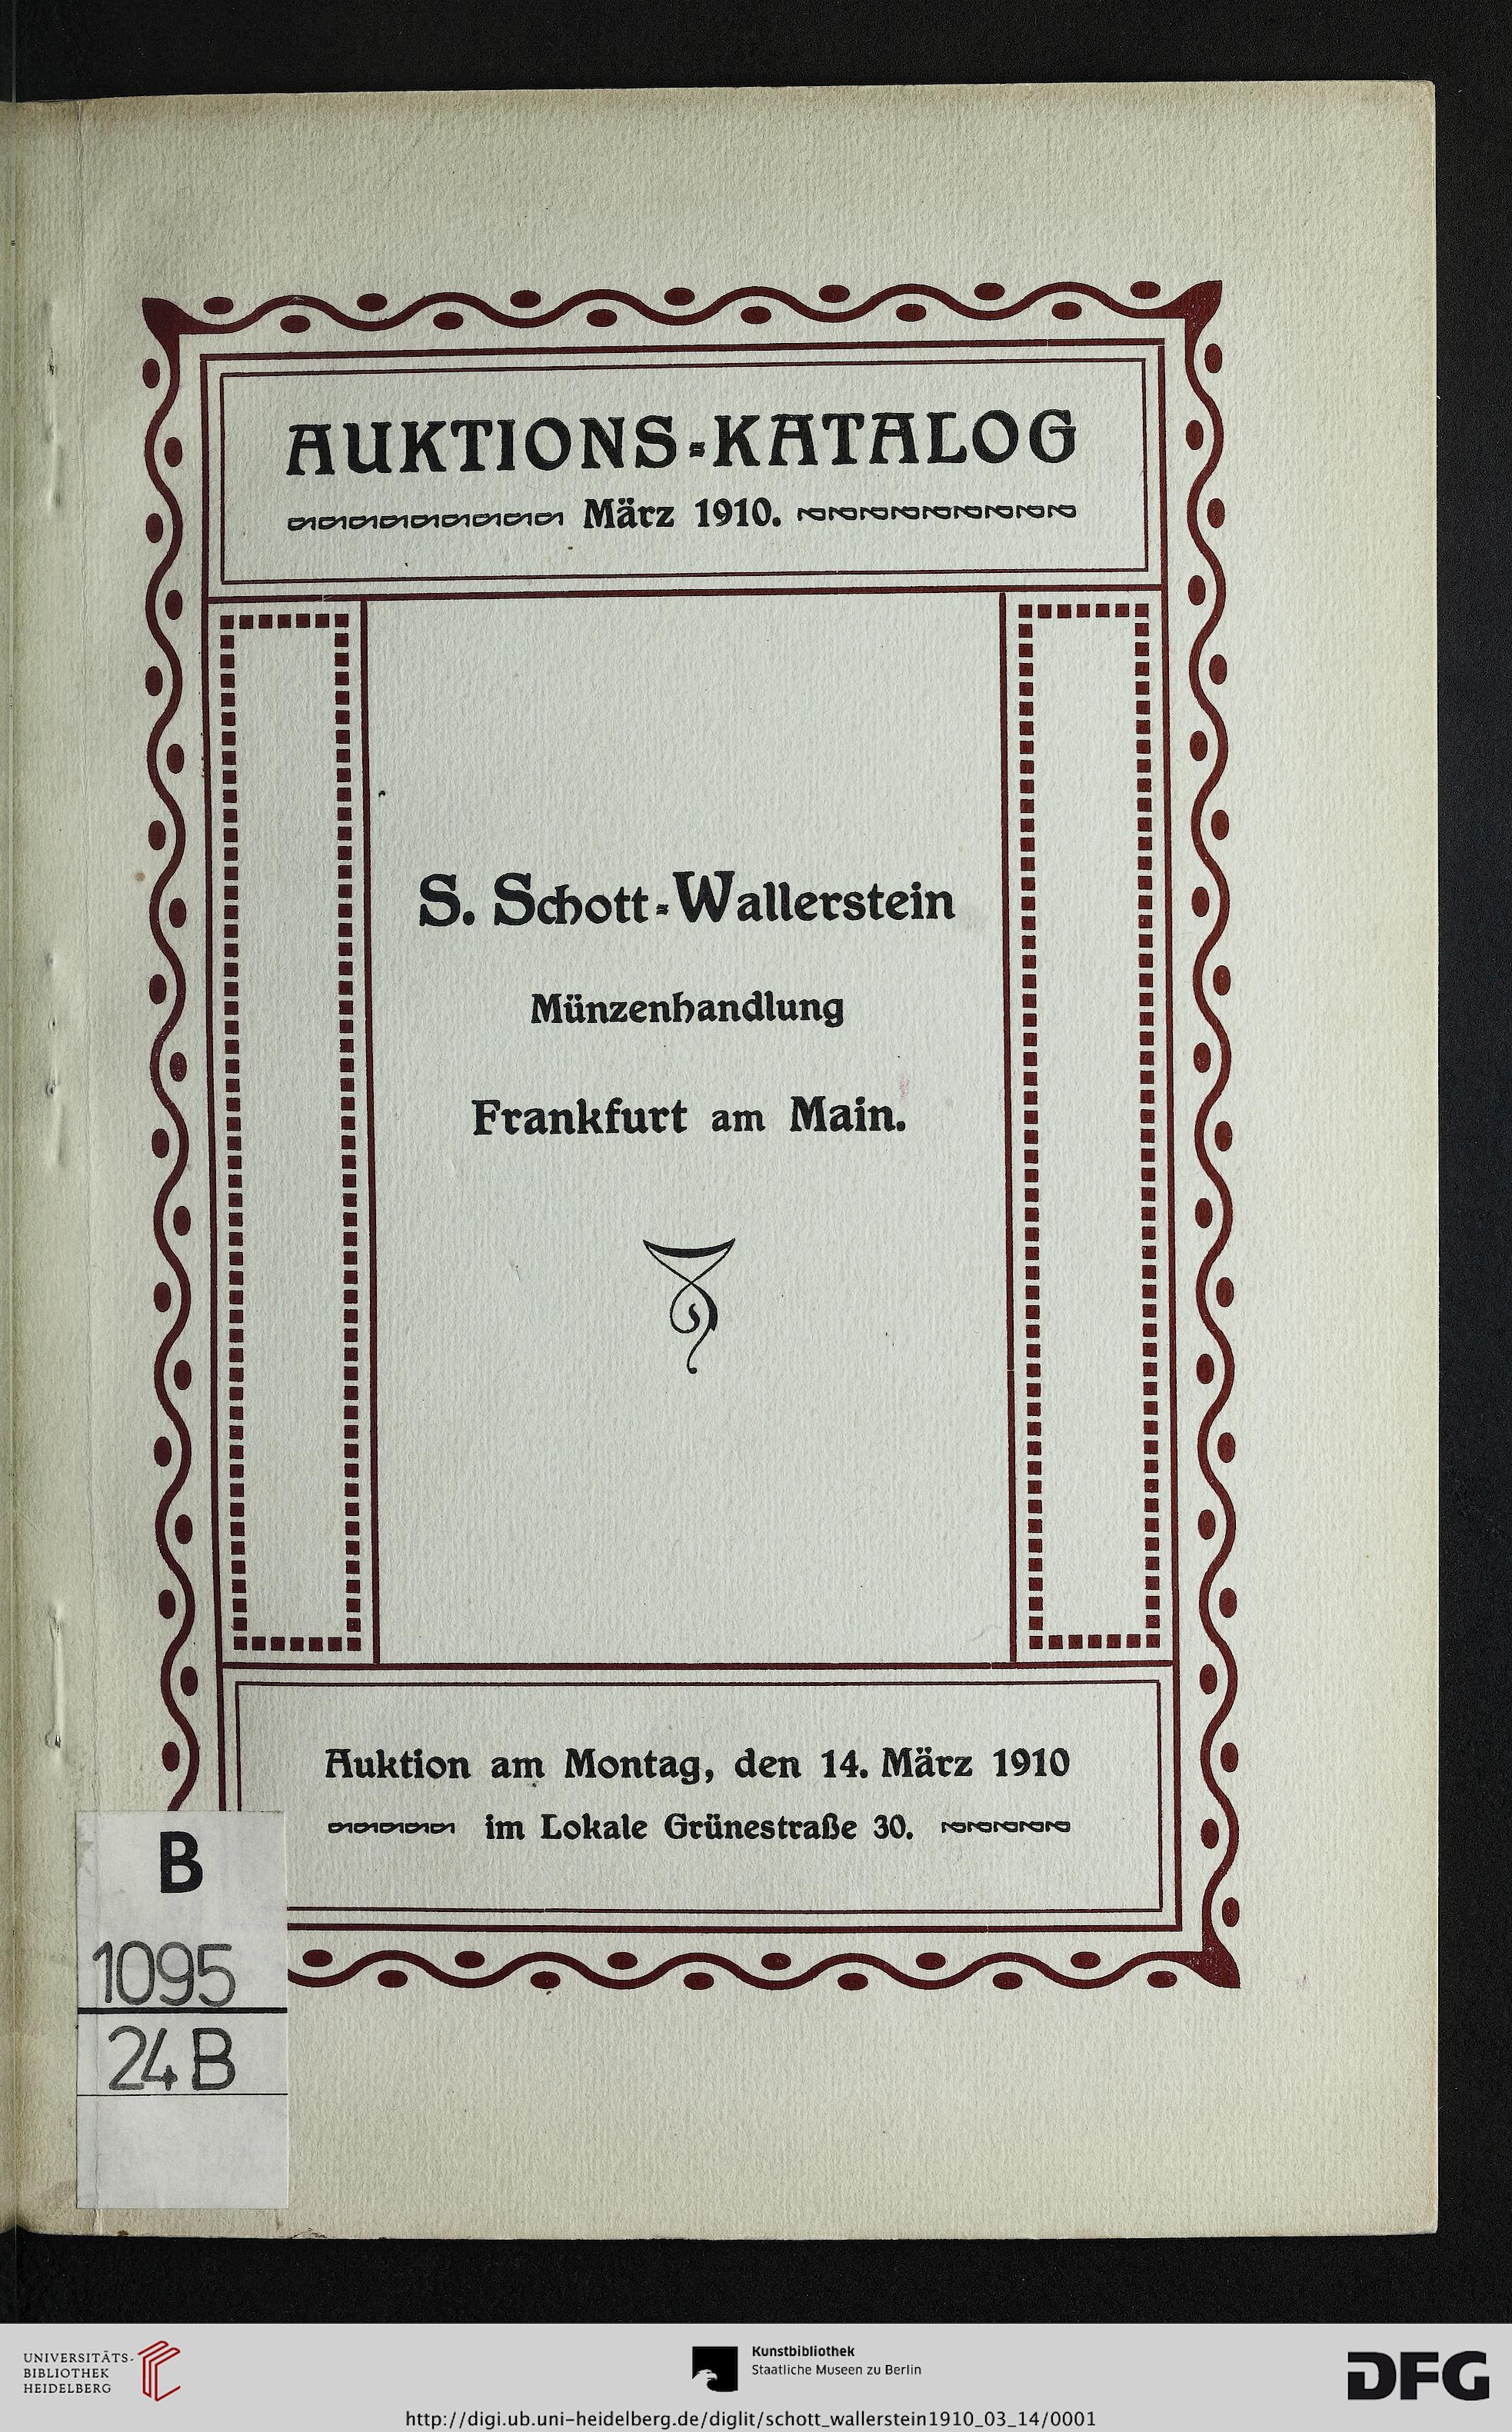 AUKTIONS-KATALOG
März 1910.
S. Schott-Wallerstein
Münzenhandlung
Frankfurt am Main.
Auktion am Montag, den 14. März 1910
im Lokale Grünestraße 30.
B
1095
24B
UNIVERSITÄTS-
BIBLIOTHEK
HEIDELBERG
Kunstbibliothek
Staatliche Museen zu Berlin
DFG
http://digi.ub.uni-heidelberg.de/diglit/schott_wallerstein1910_03_14/0001